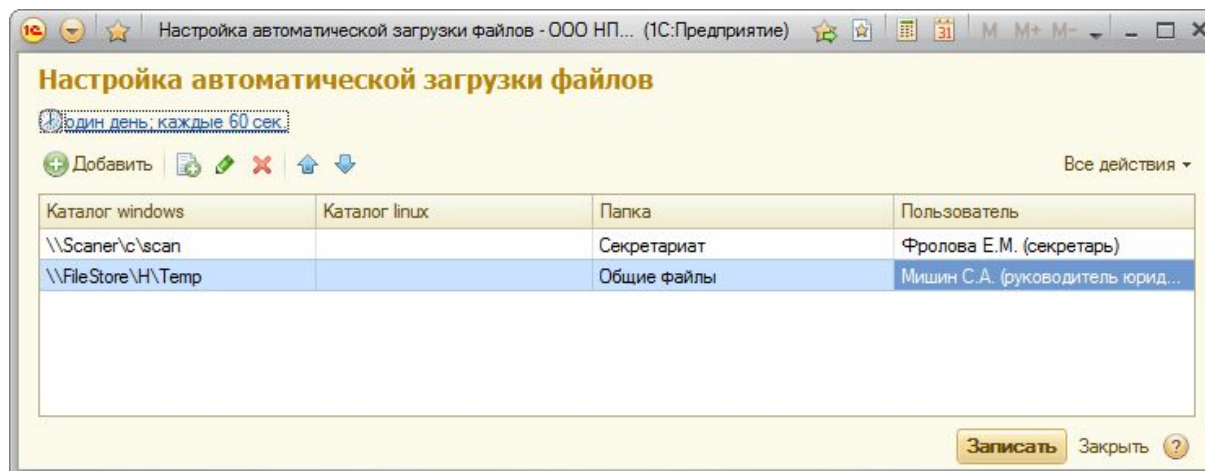 1С Настройка автоматической загрузки файлов - ООО НП... (1С:Предприятие) 31 M M+ M-
Настройка автоматической загрузки файлов
один день; каждые 60 сек.
Добавить Все действия
Каталог windows Каталог linux Папка Пользователь
\\Scaner\c\scan Секретариат Фролова Е.М. (секретарь)
\\FileStore\H\Temp Общие файлы Мишин С.А. (руководитель юрид...
Записать Закрыть ?